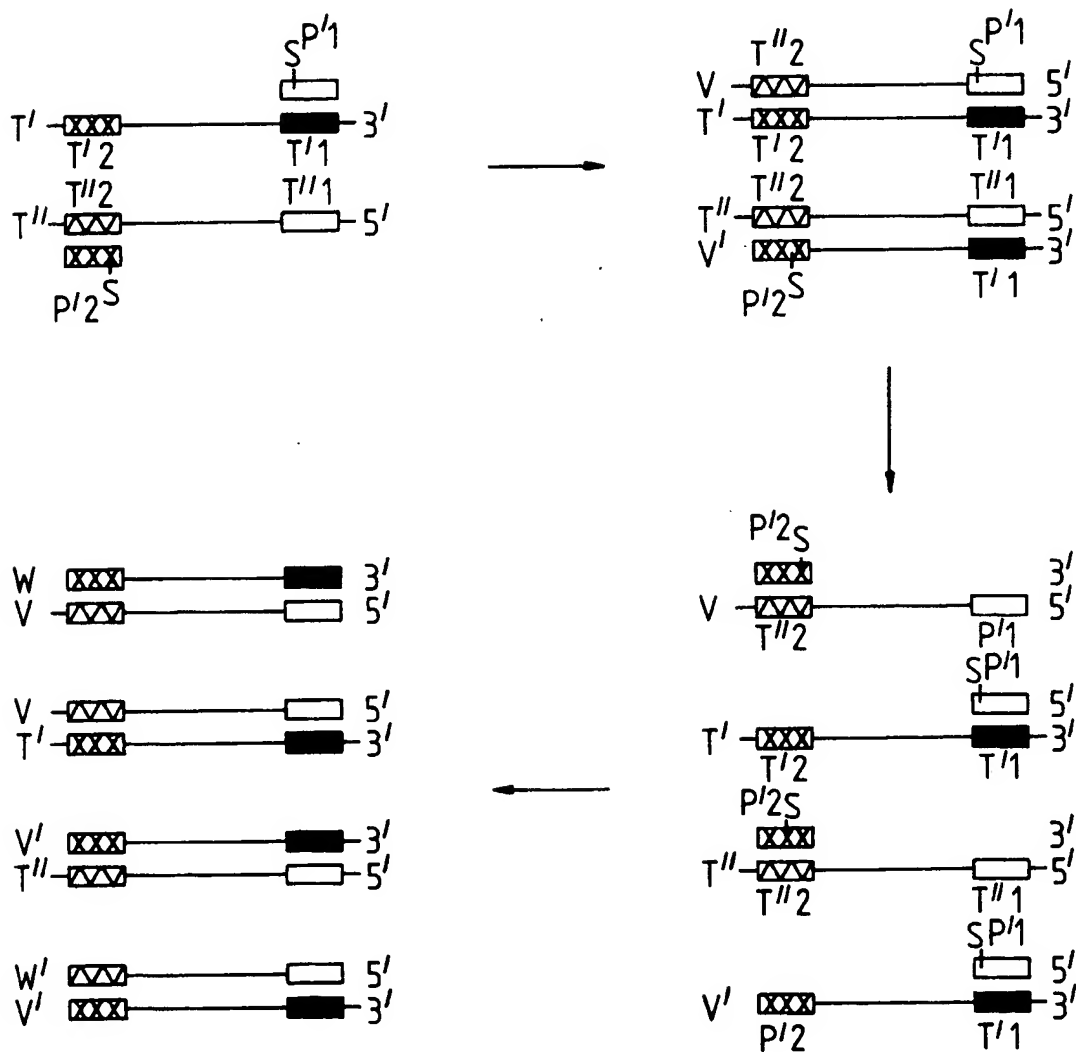 S P'1
T' 3'
T'2 T'1
T''2 T''1
T'' 5'
P'2 S
T''2 S P'1
V 5'
T' 3'
T'2 T'1
T''2 T''1
T'' 5'
V' 3'
P'2 S T'1
P'2 S
3'
V 5'
T''2 P'1
S P'1
5'
T' 3'
T'2 T'1
P'2 S
3'
T'' 5'
T''2 T''1
S P'1
5'
V'
3'
P'2 T'1
W 3'
V 5'
V 5'
T' 3'
V' 3'
T'' 5'
W' 5'
V' 3'